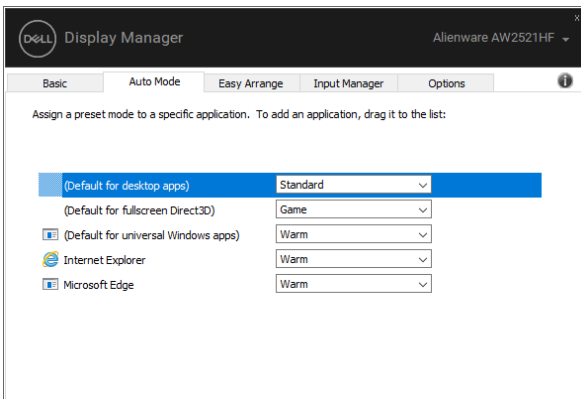 DELL Display Manager Alienware AW2521HF
Basic Auto Mode Easy Arrange Input Manager Options
Assign a preset mode to a specific application. To add an application, drag it to the list:
(Default for desktop apps) Standard
(Default for fullscreen Direct3D) Game
(Default for universal Windows apps) Warm
Internet Explorer Warm
Microsoft Edge Warm